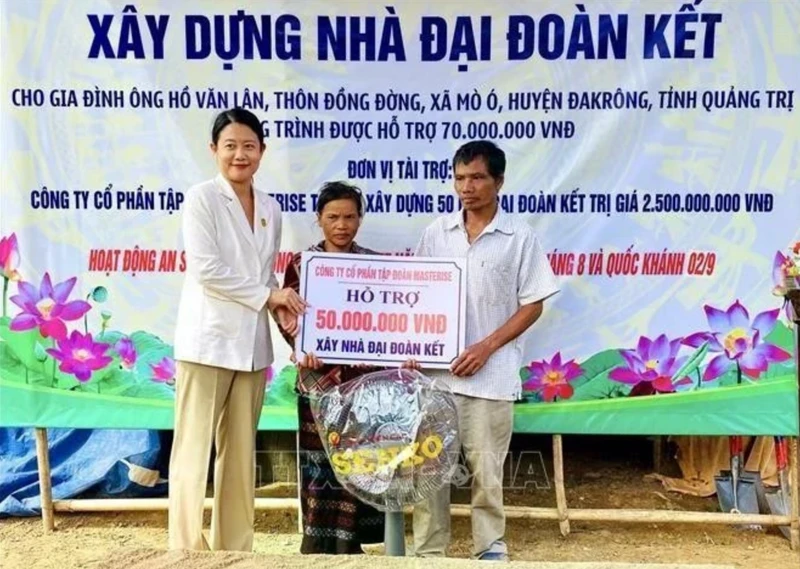 XÂY DỰNG NHÀ ĐẠI ĐOÀN KẾT
CHO GIA ĐÌNH ÔNG HỒ VĂN LÂN, THÔN ĐỒNG ĐỜNG, XÃ MÒ Ó, HUYỆN ĐAKRÔNG, TỈNH QUẢNG TRỊ
G TRÌNH ĐƯỢC HỖ TRỢ 70.000.000 VNĐ
ĐƠN VỊ TÀI TRỢ:
CÔNG TY CỔ PHẦN TẬP ERISE XÂY DỰNG 50 ĐẠI ĐOÀN KẾT TRỊ GIÁ 2.500.000.000 VNĐ
HOẠT ĐỘNG AN S HÁNG 8 VÀ QUỐC KHÁNH 02/9
CÔNG TY CỔ PHẦN TẬP ĐOÀN MASTERISE
HỖ TRỢ
50.000.000 VNĐ
XÂY NHÀ ĐẠI ĐOÀN KẾT
SENKO